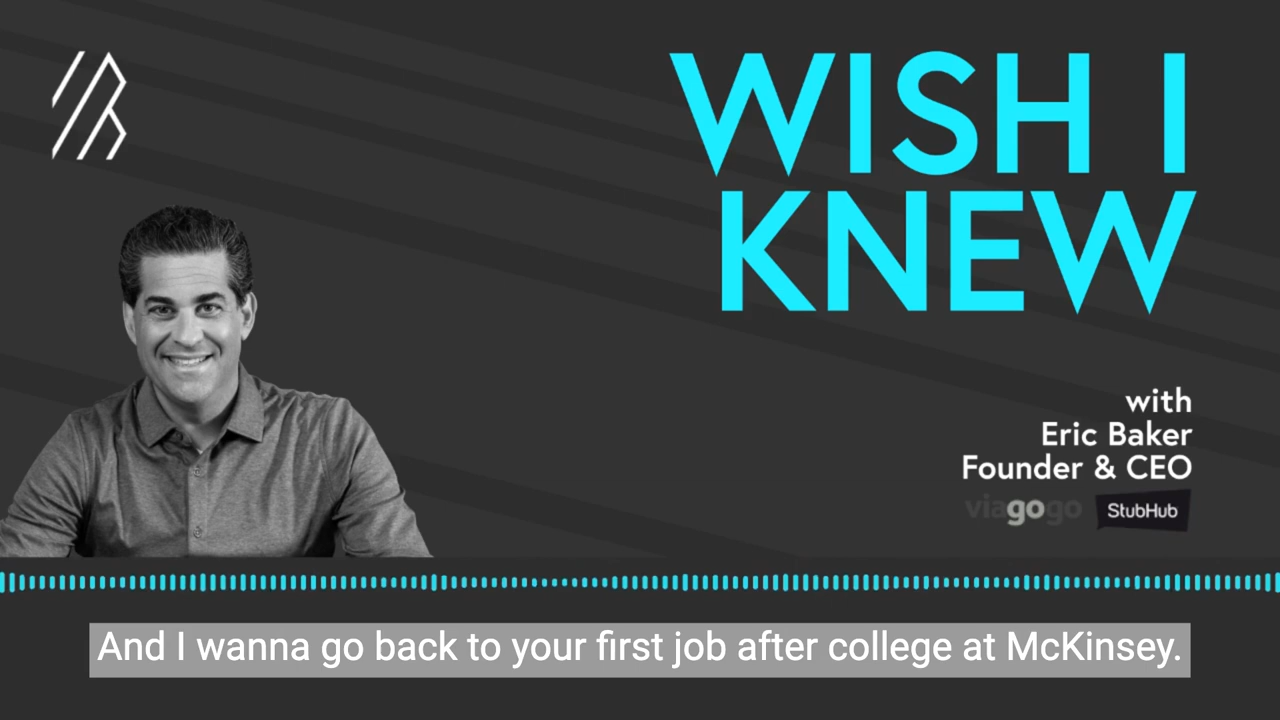 WISH I
KNEW
with
Eric Baker
Founder & CEO
viagogo StubHub
And I wanna go back to your first job after college at McKinsey.